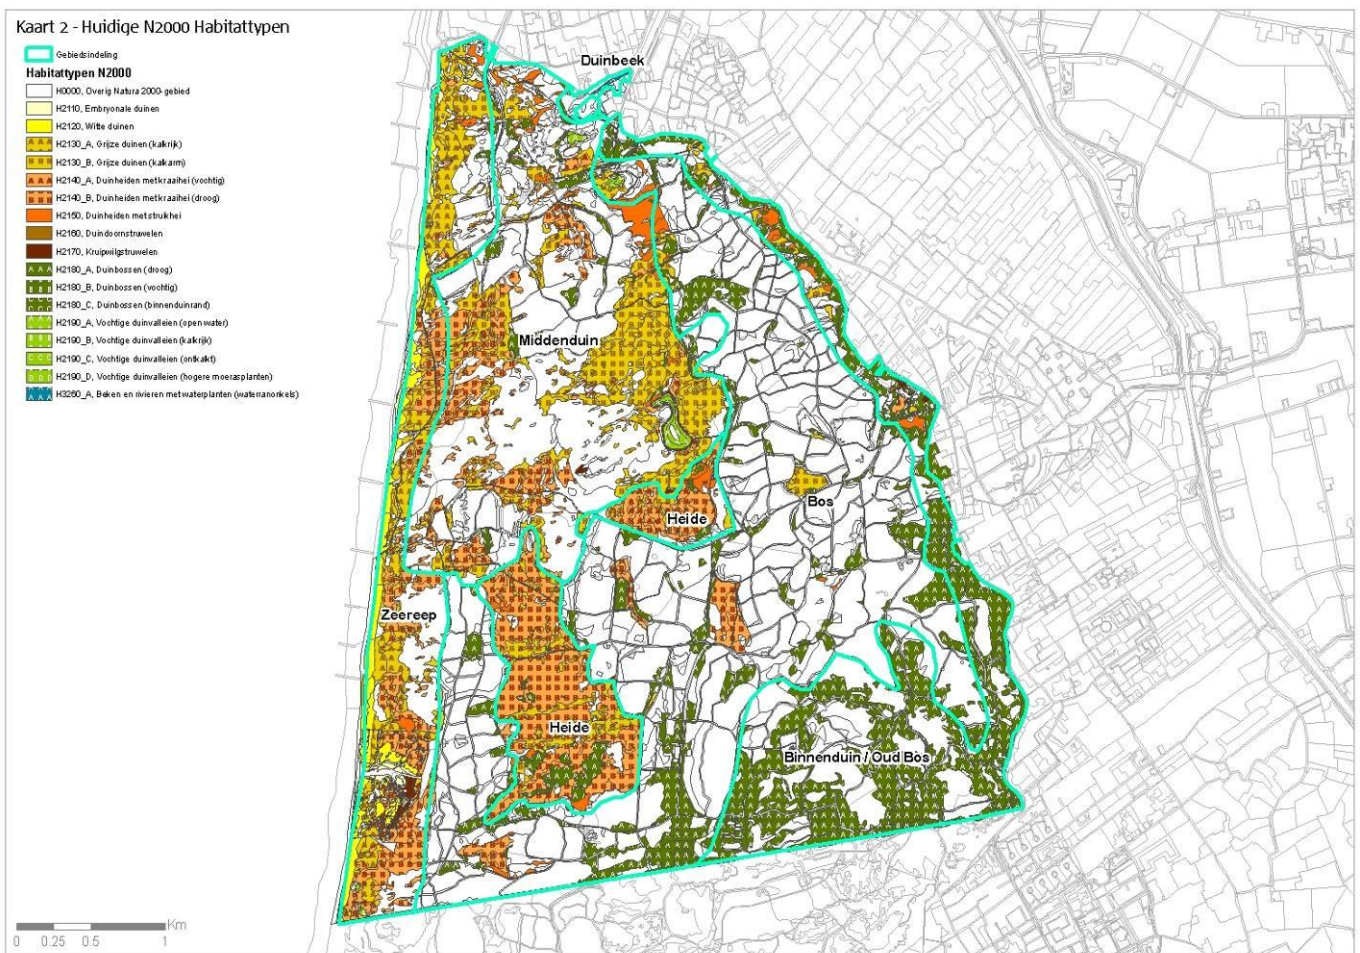 Kaart 2 - Huidige N2000 Habitattypen
Gebiedsindeling
Habitattypen N2000
H0000, Overig Natura 2000-gebied
H2110, Embryonale duinen
H2120, Witte duinen
H2130_A, Grijze duinen (kalkrijk)
H2130_B, Grijze duinen (kalkarm)
H2140_A, Duinheiden met kraaihei (vochtig)
H2140_B, Duinheiden met kraaihei (droog)
H2150, Duinheiden met struikhei
H2160, Duindoornstruwelen
H2170, Kruipwilgstruwelen
H2180_A, Duinbossen (droog)
H2180_B, Duinbossen (vochtig)
H2180_C, Duinbossen (binnenduinrand)
H2190_A, Vochtige duinvalleien (open water)
H2190_B, Vochtige duinvalleien (kalkrijk)
H2190_C, Vochtige duinvalleien (ontkalkt)
H2190_D, Vochtige duinvalleien (hogere moerasplanten)
H3260_A, Beken en rivieren met waterplanten (waterranonkels)
Duinbeek
Middenduin
Bos
Heide
Zeereep
Heide
Binnenduin / Oud Bos
Km
0 0.25 0.5 1